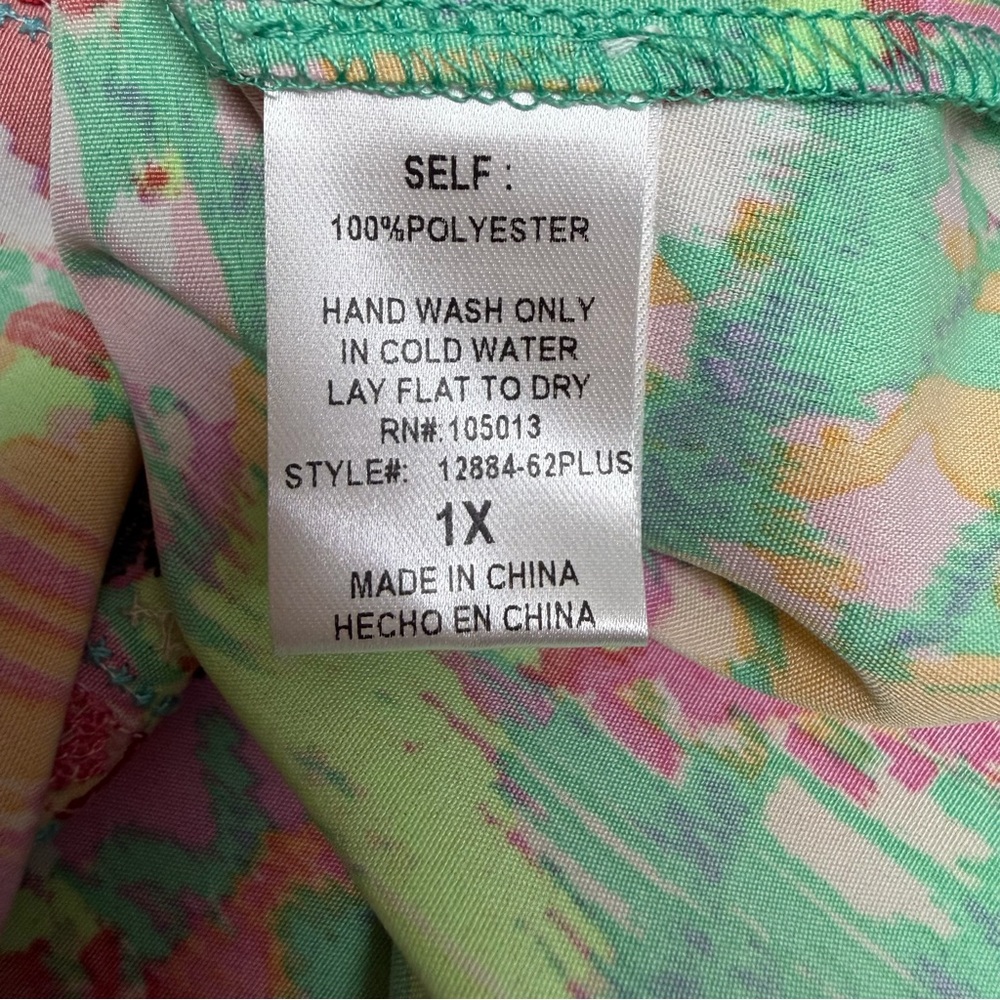 SELF :
100%POLYESTER
HAND WASH ONLY
IN COLD WATER
LAY FLAT TO DRY
RN#:105013
STYLE#: 12884-62PLUS
1X
MADE IN CHINA
HECHO EN CHINA